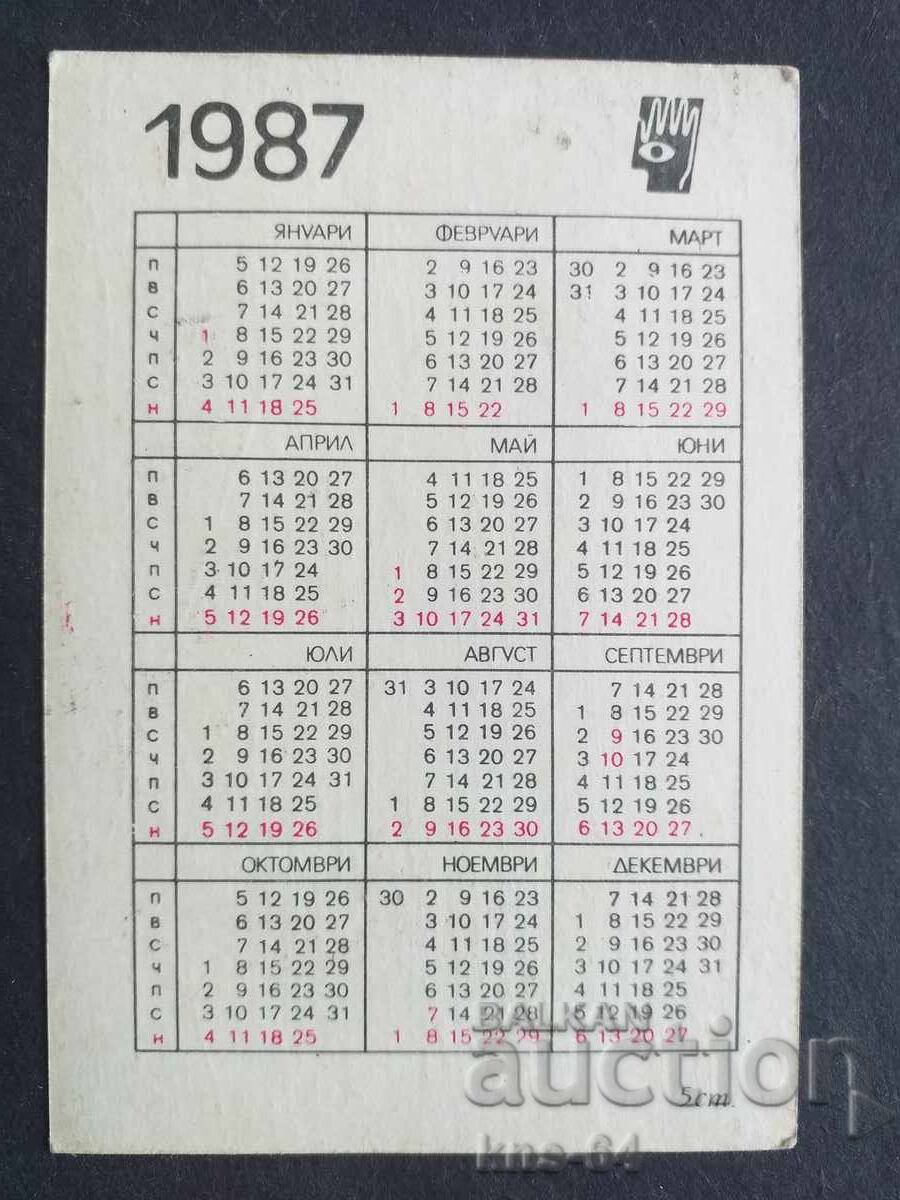 1987
ЯНУАРИ ФЕВРУАРИ МАРТ
П 5 12 19 26 2 9 16 23 30 2 9 16 23
В 6 13 20 27 3 10 17 24 31 3 10 17 24
С 7 14 21 28 4 11 18 25 4 11 18 25
Ч 1 8 15 22 29 5 12 19 26 5 12 19 26
П 2 9 16 23 30 6 13 20 27 6 13 20 27
С 3 10 17 24 31 7 14 21 28 7 14 21 28
Н 4 11 18 25 1 8 15 22 1 8 15 22 29
АПРИЛ МАЙ ЮНИ
П 6 13 20 27 4 11 18 25 1 8 15 22 29
В 7 14 21 28 5 12 19 26 2 9 16 23 30
С 1 8 15 22 29 6 13 20 27 3 10 17 24
Ч 2 9 16 23 30 7 14 21 28 4 11 18 25
П 3 10 17 24 1 8 15 22 29 5 12 19 26
С 4 11 18 25 2 9 16 23 30 6 13 20 27
Н 5 12 19 26 3 10 17 24 31 7 14 21 28
ЮЛИ АВГУСТ СЕПТЕМВРИ
П 6 13 20 27 31 3 10 17 24 7 14 21 28
В 7 14 21 28 4 11 18 25 1 8 15 22 29
С 1 8 15 22 29 5 12 19 26 2 9 16 23 30
Ч 2 9 16 23 30 6 13 20 27 3 10 17 24
П 3 10 17 24 31 7 14 21 28 4 11 18 25
С 4 11 18 25 1 8 15 22 29 5 12 19 26
Н 5 12 19 26 2 9 16 23 30 6 13 20 27
ОКТОМВРИ НОЕМВРИ ДЕКЕМВРИ
П 5 12 19 26 30 2 9 16 23 7 14 21 28
В 6 13 20 27 3 10 17 24 1 8 15 22 29
С 7 14 21 28 4 11 18 25 2 9 16 23 30
Ч 1 8 15 22 29 5 12 19 26 3 10 17 24 31
П 2 9 16 23 30 6 13 20 27 4 11 18 25
С 3 10 17 24 31 7 14 21 28 5 12 19 26
Н 4 11 18 25 1 8 15 22 29 6 13 20 27
BALKAN
auction
5 ст.
kns-64